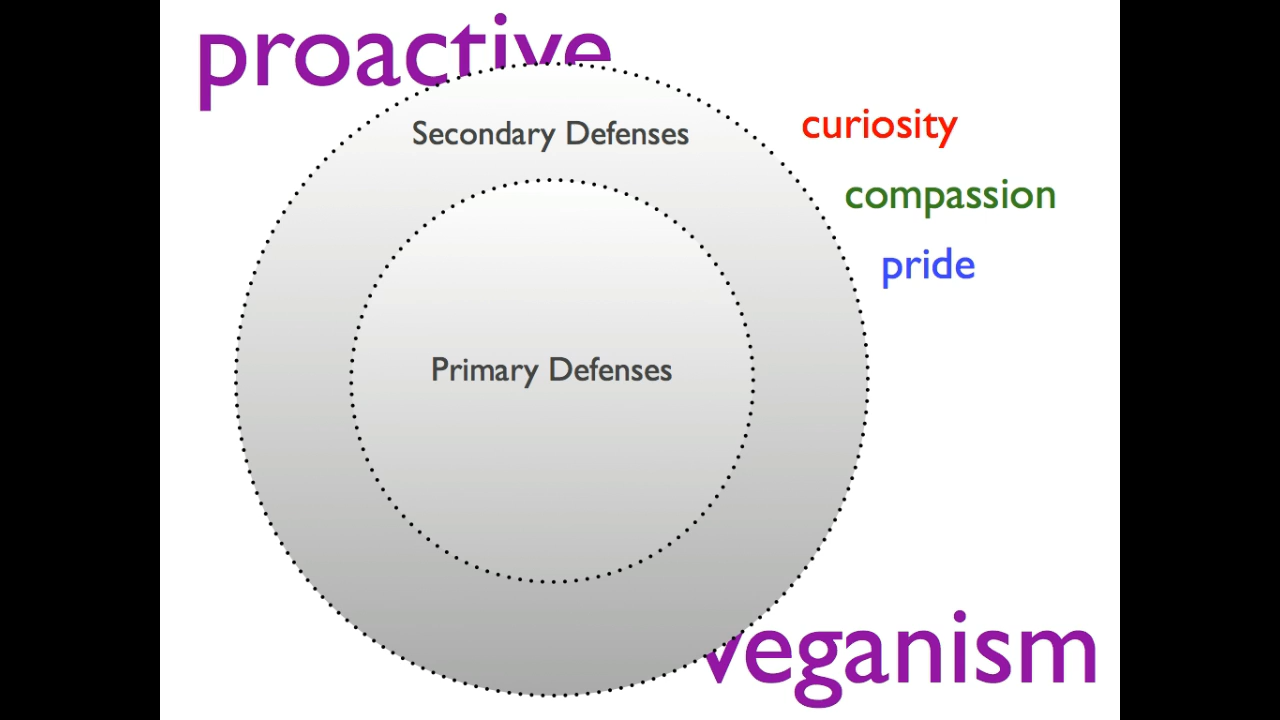 proactive
Secondary Defenses
curiosity
compassion
pride
Primary Defenses
veganism